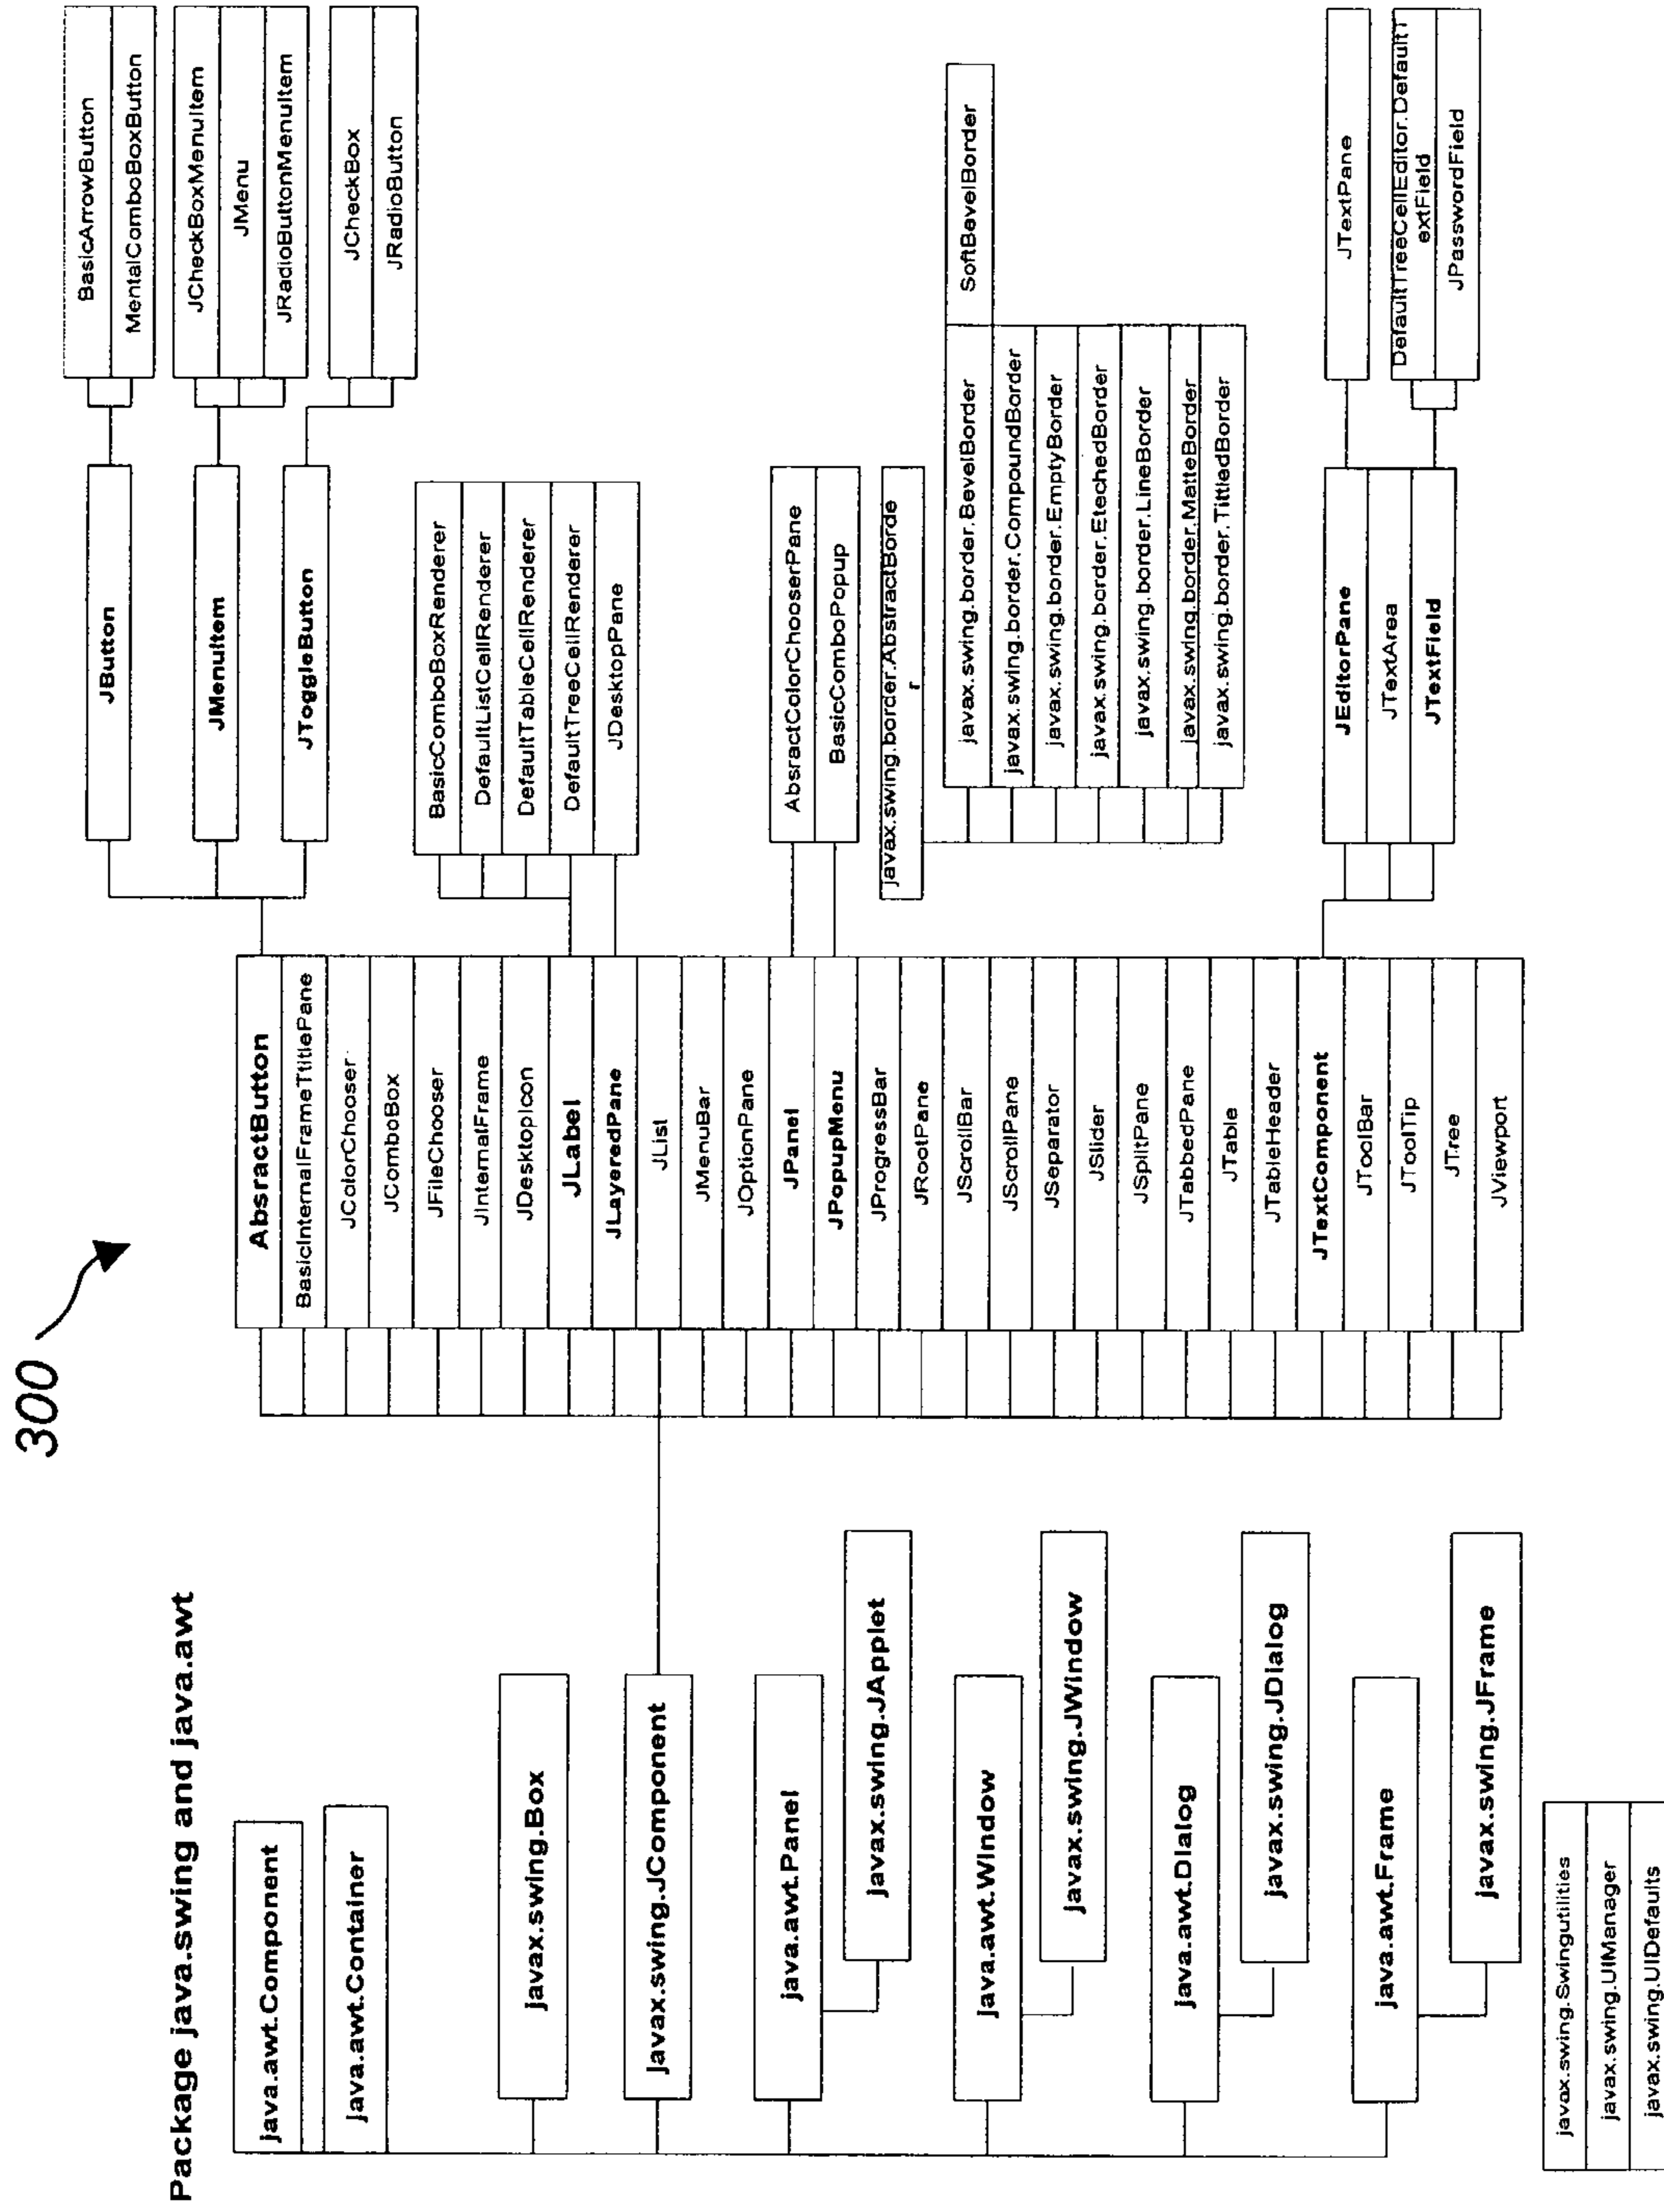 300
Package java.swing and java.awt
java.awt.Component
java.awt.Container
javax.swing.Box
javax.swing.JComponent
java.awt.Panel
javax.swing.JApplet
java.awt.Window
javax.swing.JWindow
java.awt.Dialog
javax.swing.JDialog
java.awt.Frame
javax.swing.JFrame
javax.swing.Swingutilities
javax.swing.UIManager
javax.swing.UIDefaults
AbsractButton
BasicInternalFrameTtitlePane
JCalorChooser
JComboBox
JFileChooser
JInternatFrame
JDesktopIcon
JLabel
JLayeredPane
JList
JMenuBar
JOptionPane
JPanel
JPopupMenu
JProgressBar
JRootPane
JScrollBar
JScrollPane
JSeparator
JSlider
JSplitPane
JTabbedPane
JTable
JTableHeader
JTextComponent
JToolBar
JToolTip
JTree
JViewport
JButton
JMenuItem
JToggleButton
BasicArrowButton
MentalComboBoxButton
JCheckBoxMenuItem
JMenu
JRadioButtonMenuItem
JCheckBox
JRadioButton
BasicComboBoxRenderer
DefaultListCellRenderer
DefaultTableCellRenderer
DefaultTreeCellRenderer
JDesktopPane
AbsractColorChooserPane
BasicComboPopup
javax.swing.border.AbstractBorde
r
javax.swing.border.BevelBorder
javax.swing.border.CompoundBorder
javax.swing.border.EmptyBorder
javax.swing.border.EtechedBorder
javax.swing.border.LineBorder
javax.swing.border.MatteBorder
javax.swing.border.TittledBorder
SoftBevelBorder
JEditorPane
JTextArea
JTextField
JTextPane
DefaultTreeCellEditor.DefaultT
extField
JPasswordField